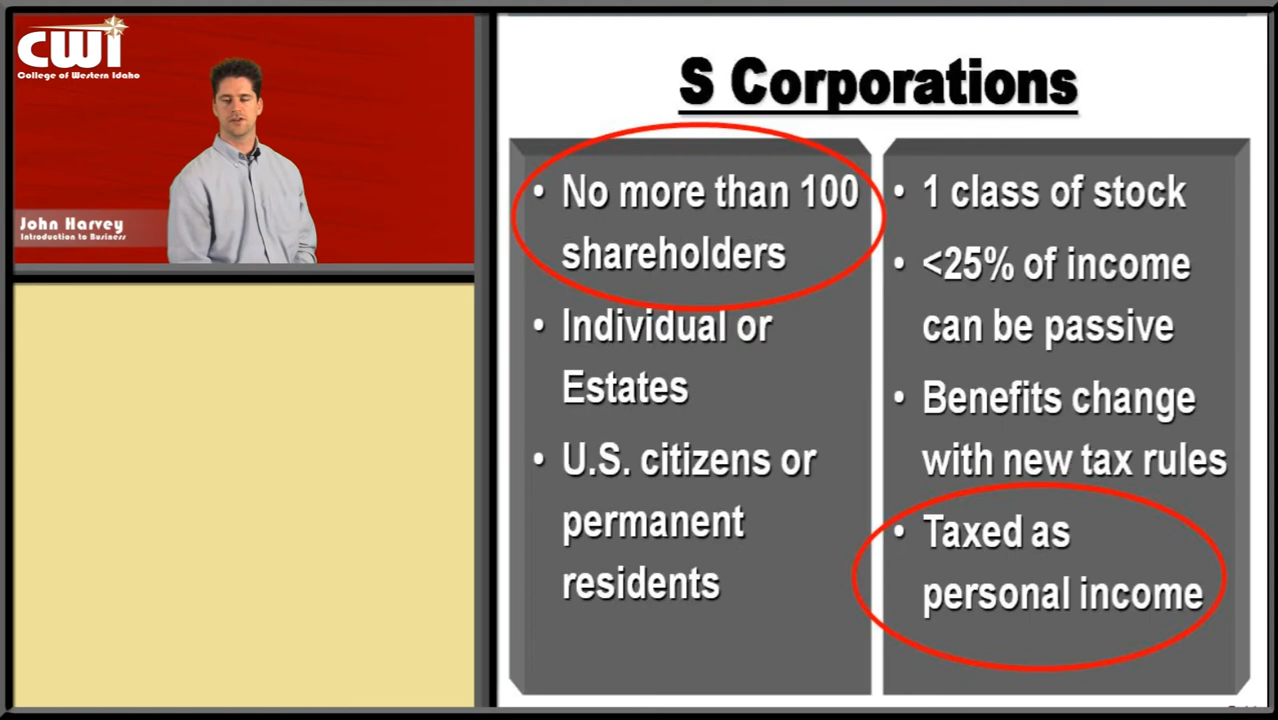 cwi
College of Western Idaho
John Harvey
Introduction to Business
S Corporations
• No more than 100
shareholders
• Individual or
Estates
• U.S. citizens or
permanent
residents
• 1 class of stock
• <25% of income
can be passive
• Benefits change
with new tax rules
• Taxed as
personal income